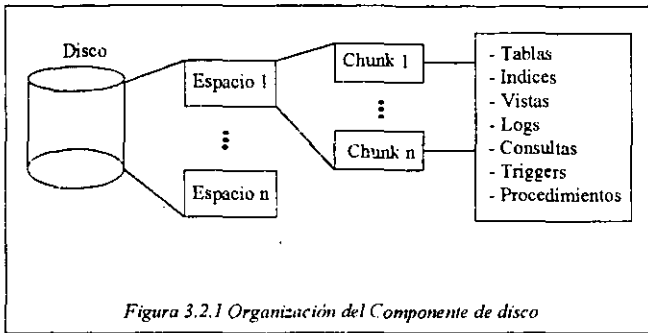 Disco
Espacio 1
Espacio n
Chunk 1
Chunk n
- Tablas
- Indices
- Vistas
- Logs
- Consultas
- Triggers
- Procedimientos
Figura 3.2.1 Organización del Componente de disco